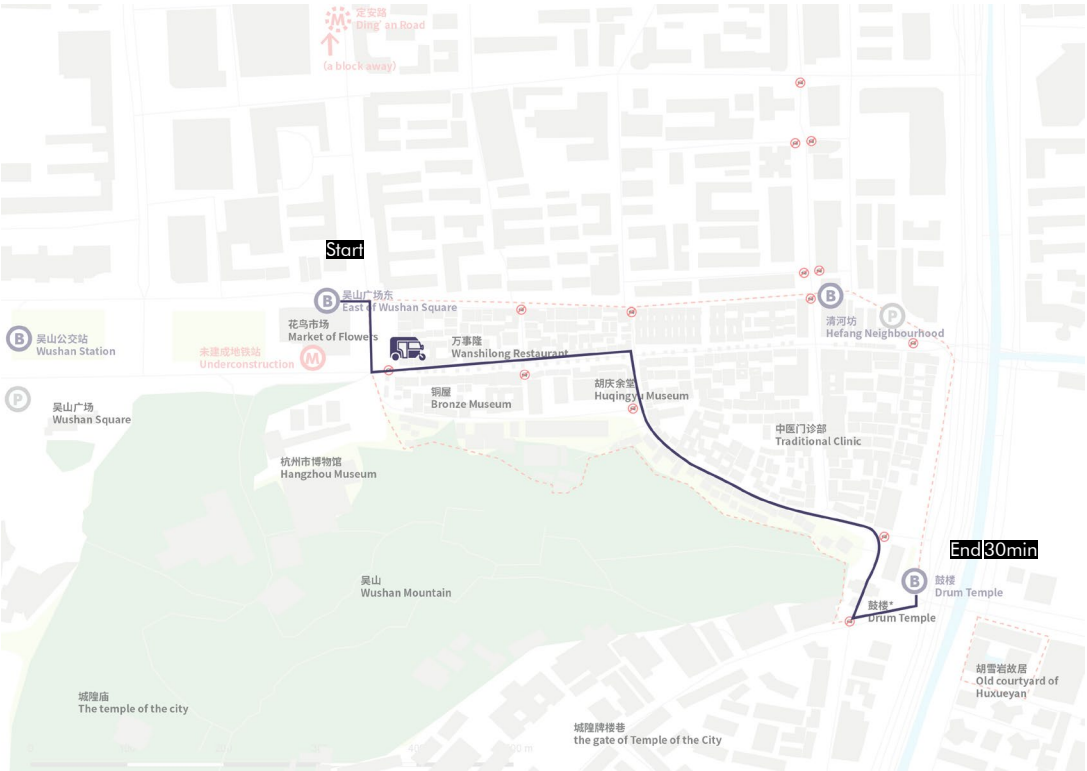 定安路
Ding'an Road
(a block away)
Start
吴山广场东
East of Wushan Square
花鸟市场
Market of Flowers
吴山公交站
Wushan Station
未建成地铁站
Underconstruction
万事隆
Wanshilong Restaurant
清河坊
Hefang Neighbourhood
吴山广场
Wushan Square
铜屋
Bronze Museum
胡庆余堂
Huqingyu Museum
中医门诊部
Traditional Clinic
杭州市博物馆
Hangzhou Museum
End 30min
吴山
Wushan Mountain
鼓楼
Drum Temple
鼓楼*
Drum Temple
胡雪岩故居
Old courtyard of
Huxueyan
城隍庙
The temple of the city
城隍牌楼巷
the gate of Temple of the City
B
B
B
B
P
P
M
M